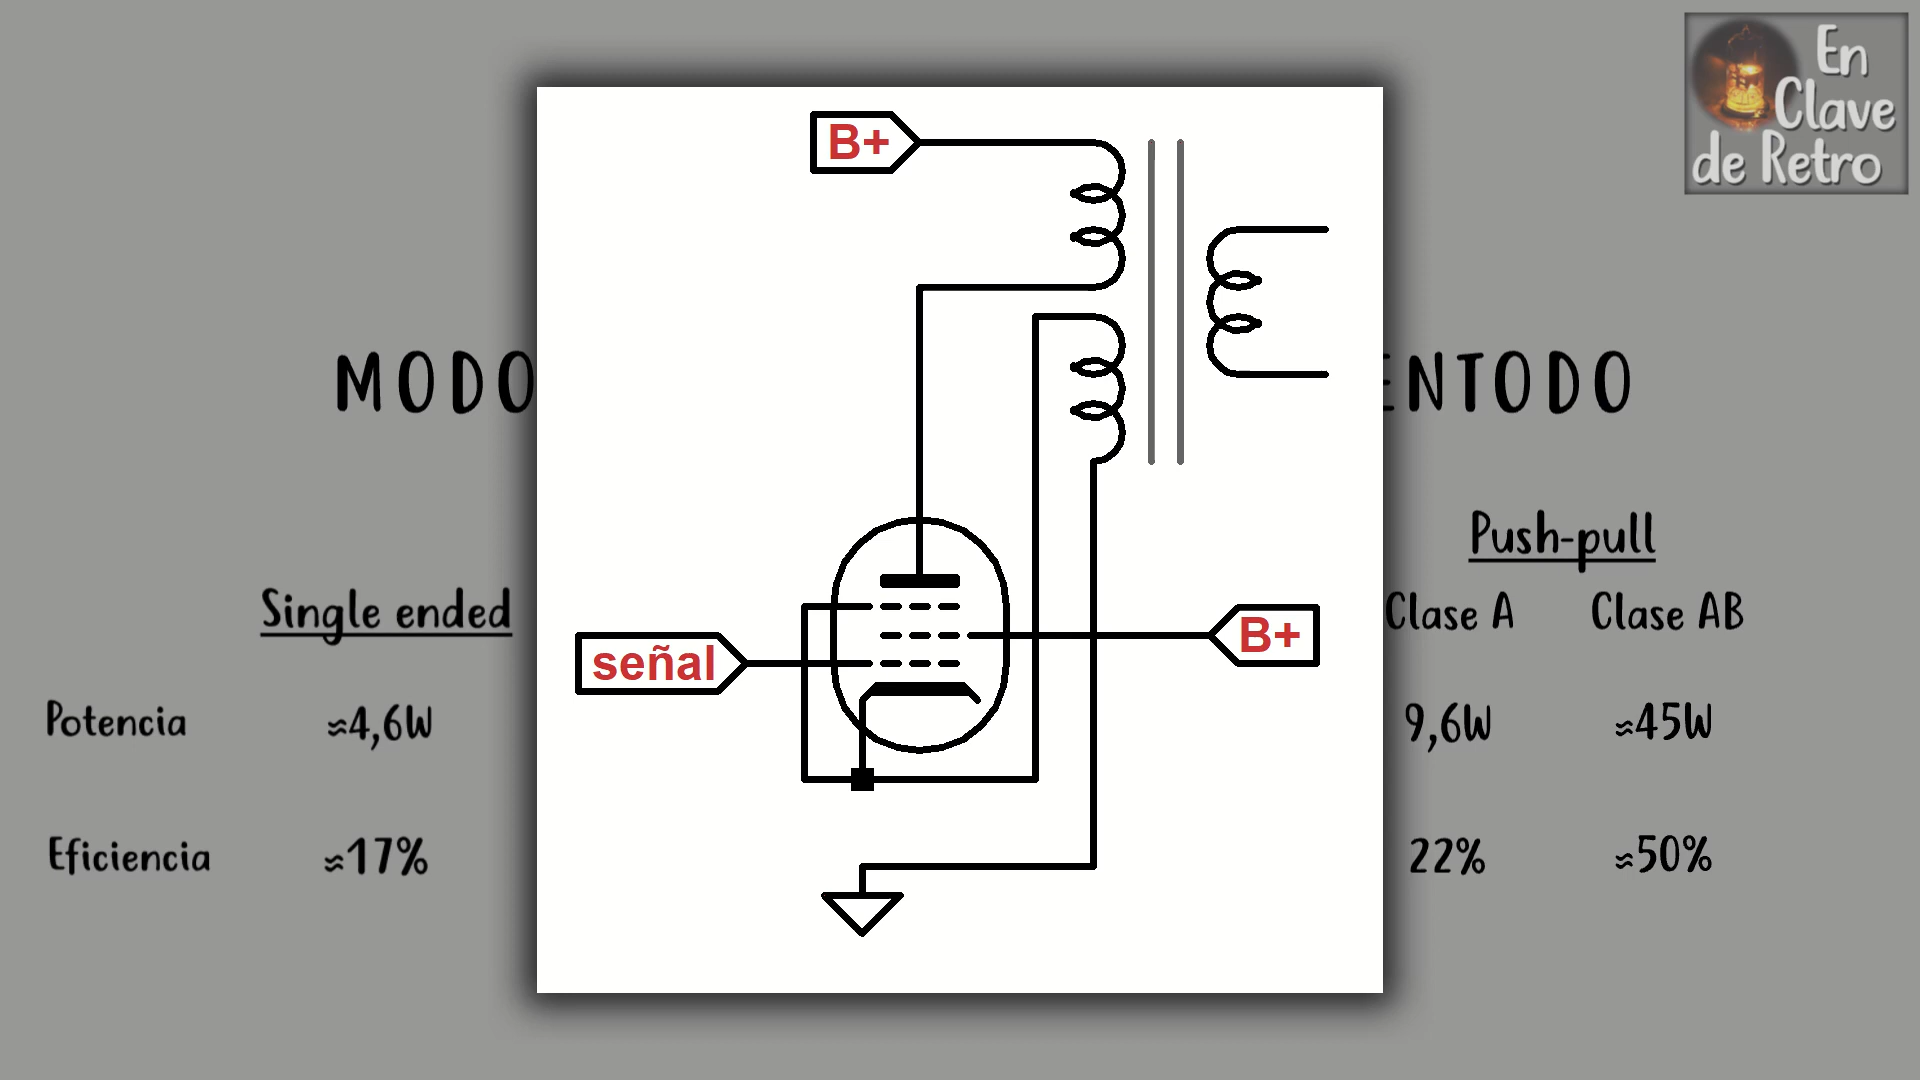 En
Clave
de Retro
B+
MODO
ENTODO
Push-pull
Single ended
Clase A
Clase AB
señal
B+
Potencia
≈4,6W
9,6W
≈45W
Eficiencia
≈17%
22%
≈50%